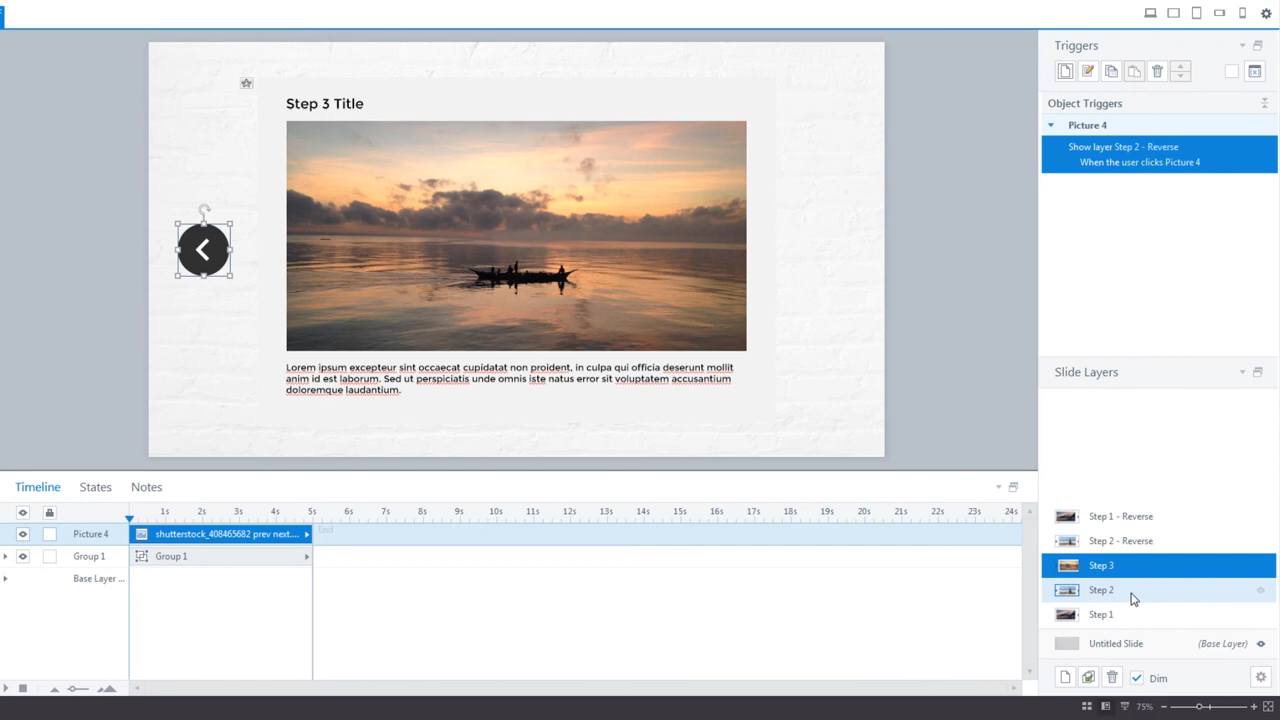 Triggers
Object Triggers
Picture 4
Show layer Step 2 - Reverse
When the user clicks Picture 4
Step 3 Title
Lorem ipsum excepteur sint occaecat cupidatat non proident, in culpa qui officia deserunt mollit
anim id est laborum. Sed ut perspiciatis unde omnis iste natus error sit voluptatem accusantium
doloremque laudantium.
Slide Layers
Step 1 - Reverse
Step 2 - Reverse
Step 3
Step 2
Step 1
Untitled Slide (Base Layer)
Dim
Timeline States Notes
1s 2s 3s 4s 5s 6s 7s 8s 9s 10s 11s 12s 13s 14s 15s 16s 17s 18s 19s 20s 21s 22s 23s 24s
Picture 4 shutterstock_408465682 prev next.... End
Group 1 Group 1
Base Layer ...
75%